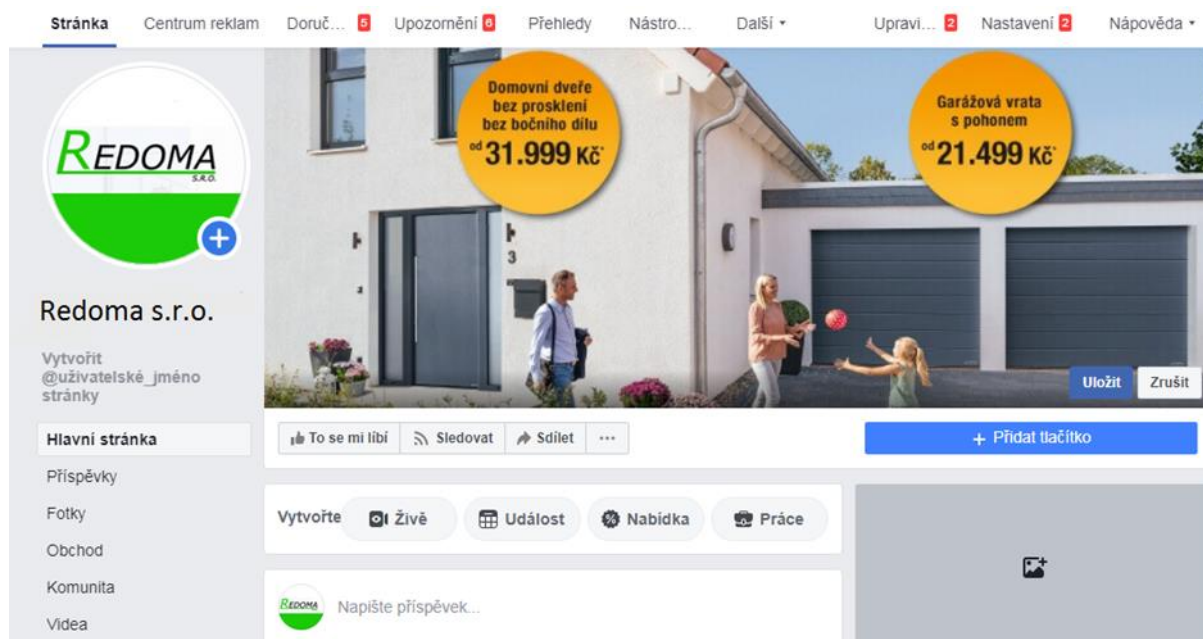 Stránka Centrum reklam Doruč... 5 Upozornění 6 Přehledy Nástro... Další Upravi... 2 Nastavení 2 Nápověda
REDOMA
S.R.O.
Redoma s.r.o.
Vytvořit
@uživatelské_jméno
stránky
Hlavní stránka
Příspěvky
Fotky
Obchod
Komunita
Videa
Domovní dveře
bez prosklení
bez bočního dílu
od 31.999 Kč*
Garážová vrata
s pohonem
od 21.499 Kč*
3
Uložit Zrušit
To se mi líbí Sledovat Sdílet ...
+ Přidat tlačítko
Vytvořte Živě Událost Nabídka Práce
REDOMA
Napište příspěvek...